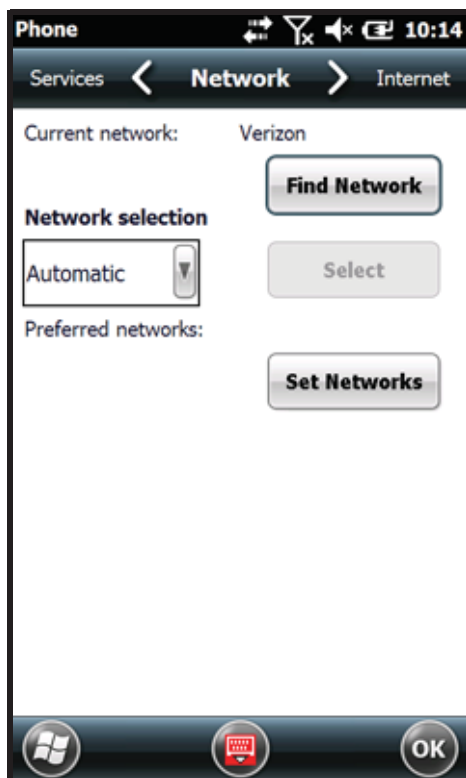 Phone 10:14
Services Network Internet
Current network: Verizon
Find Network
Network selection
Automatic Select
Preferred networks:
Set Networks
OK